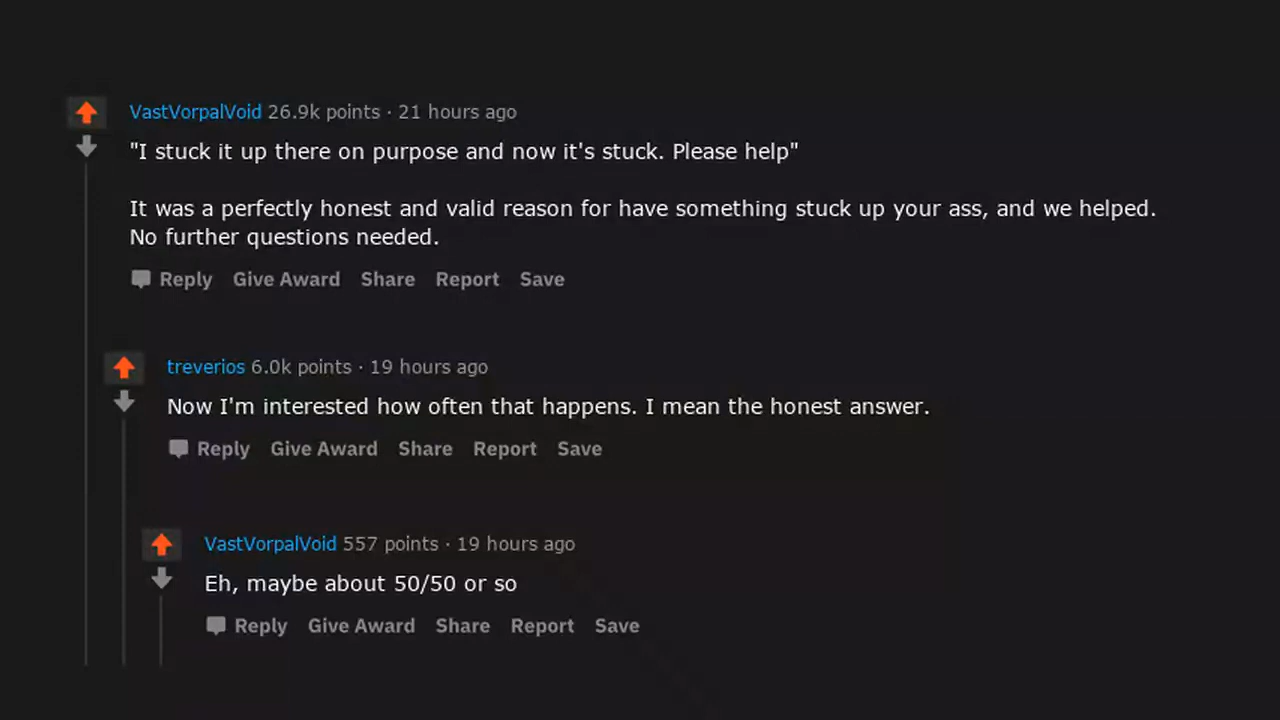 VastVorpalVoid 26.9k points · 21 hours ago
"I stuck it up there on purpose and now it's stuck. Please help"
It was a perfectly honest and valid reason for have something stuck up your ass, and we helped.
No further questions needed.
Reply Give Award Share Report Save
treverios 6.0k points · 19 hours ago
Now I'm interested how often that happens. I mean the honest answer.
Reply Give Award Share Report Save
VastVorpalVoid 557 points · 19 hours ago
Eh, maybe about 50/50 or so
Reply Give Award Share Report Save